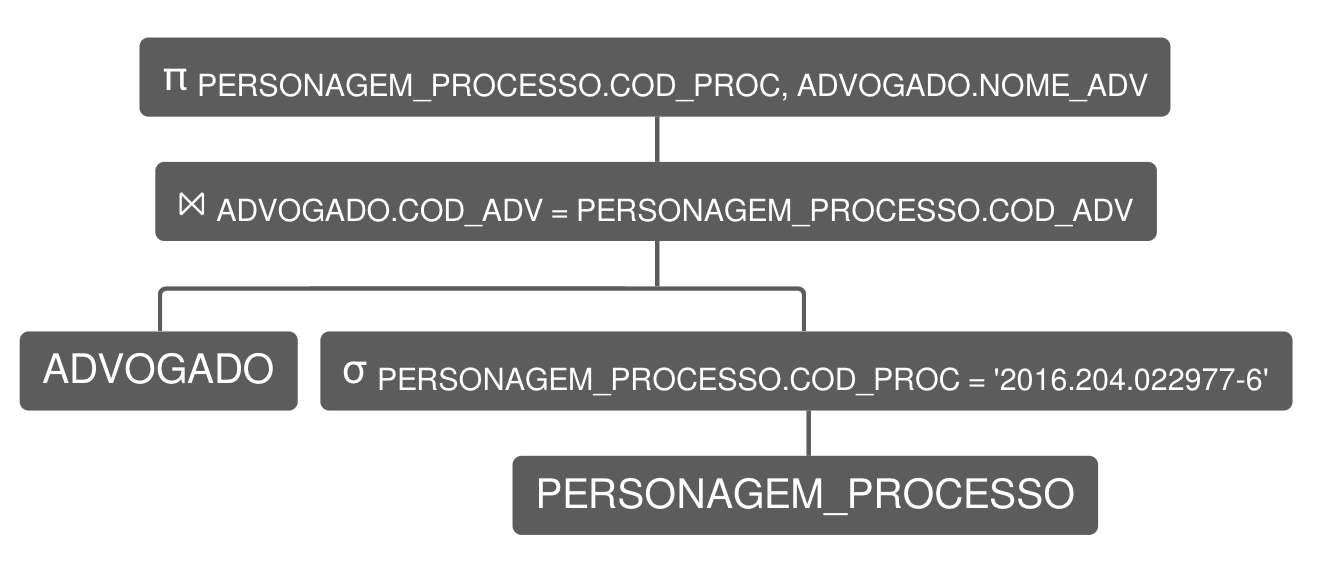 π PERSONAGEM_PROCESSO.COD_PROC, ADVOGADO.NOME_ADV
⋈ ADVOGADO.COD_ADV = PERSONAGEM_PROCESSO.COD_ADV
ADVOGADO
σ PERSONAGEM_PROCESSO.COD_PROC = '2016.204.022977-6'
PERSONAGEM_PROCESSO